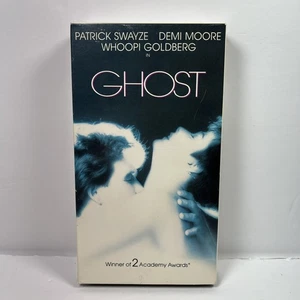 PATRICK SWAYZE DEMI MOORE
WHOOPI GOLDBERG
IN
GHOST
Winner of 2 Academy Awards®